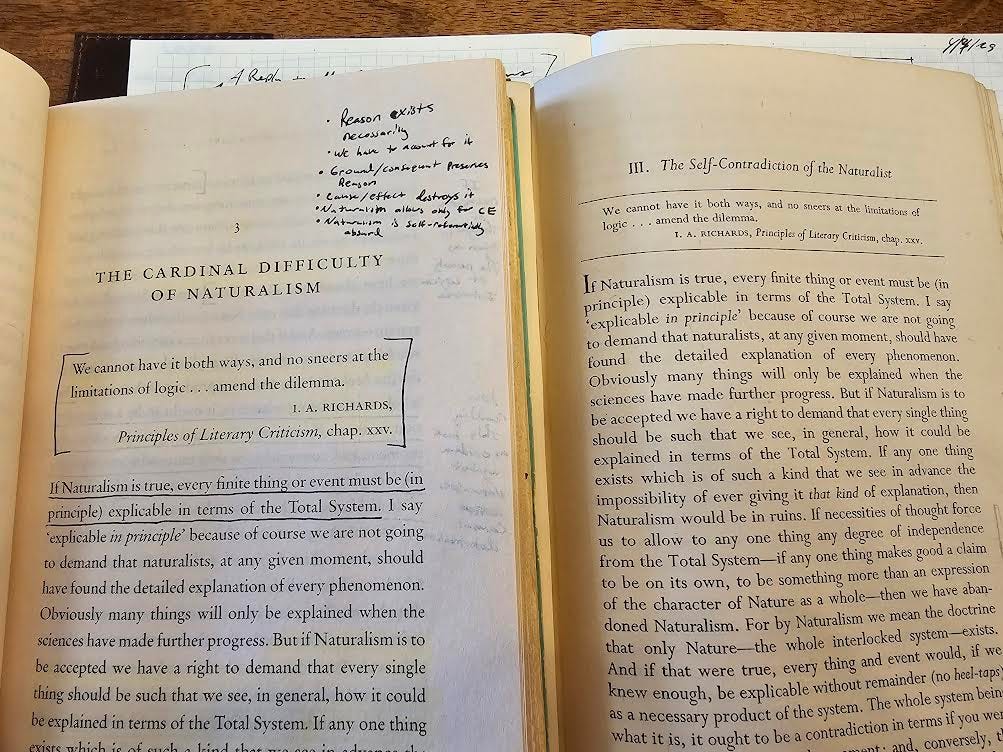 A Reply to
4/9/29
• Reason exists
necessarily
• We have to account for it
• Ground/consequent preserves
Reason
• Cause/effect destroys it
• Naturalism allows only for CE
• Naturalism is self-referentially
absurd
3
THE CARDINAL DIFFICULTY
OF NATURALISM
We cannot have it both ways, and no sneers at the
limitations of logic . . . amend the dilemma.
I. A. RICHARDS,
Principles of Literary Criticism, chap. XXV.
If Naturalism is true, every finite thing or event must be (in
principle) explicable in terms of the Total System. I say
‘explicable in principle’ because of course we are not going
to demand that naturalists, at any given moment, should
have found the detailed explanation of every phenomenon.
Obviously many things will only be explained when the
sciences have made further progress. But if Naturalism is to
be accepted we have a right to demand that every single
thing should be such that we see, in general, how it could
be explained in terms of the Total System. If any one thing
exists which is of such a kind that we see in advance the
III. The Self-Contradiction of the Naturalist
We cannot have it both ways, and no sneers at the limitations of
logic . . . amend the dilemma.
I. A. RICHARDS, Principles of Literary Criticism, chap. XXV.
If Naturalism is true, every finite thing or event must be (in
principle) explicable in terms of the Total System. I say
‘explicable in principle’ because of course we are not going
to demand that naturalists, at any given moment, should have
found the detailed explanation of every phenomenon.
Obviously many things will only be explained when the
sciences have made further progress. But if Naturalism is to
be accepted we have a right to demand that every single thing
should be such that we see, in general, how it could be
explained in terms of the Total System. If any one thing
exists which is of such a kind that we see in advance the
impossibility of ever giving it that kind of explanation, then
Naturalism would be in ruins. If necessities of thought force
us to allow to any one thing any degree of independence
from the Total System—if any one thing makes good a claim
to be on its own, to be something more than an expression
of the character of Nature as a whole—then we have aban-
doned Naturalism. For by Naturalism we mean the doctrine
that only Nature—the whole interlocked system—exists.
And if that were true, every thing and event would, if we
knew enough, be explicable without remainder (no heel-taps)
as a necessary product of the system. The whole system being
what it is, it ought to be a contradiction in terms if you were
and, conversely,